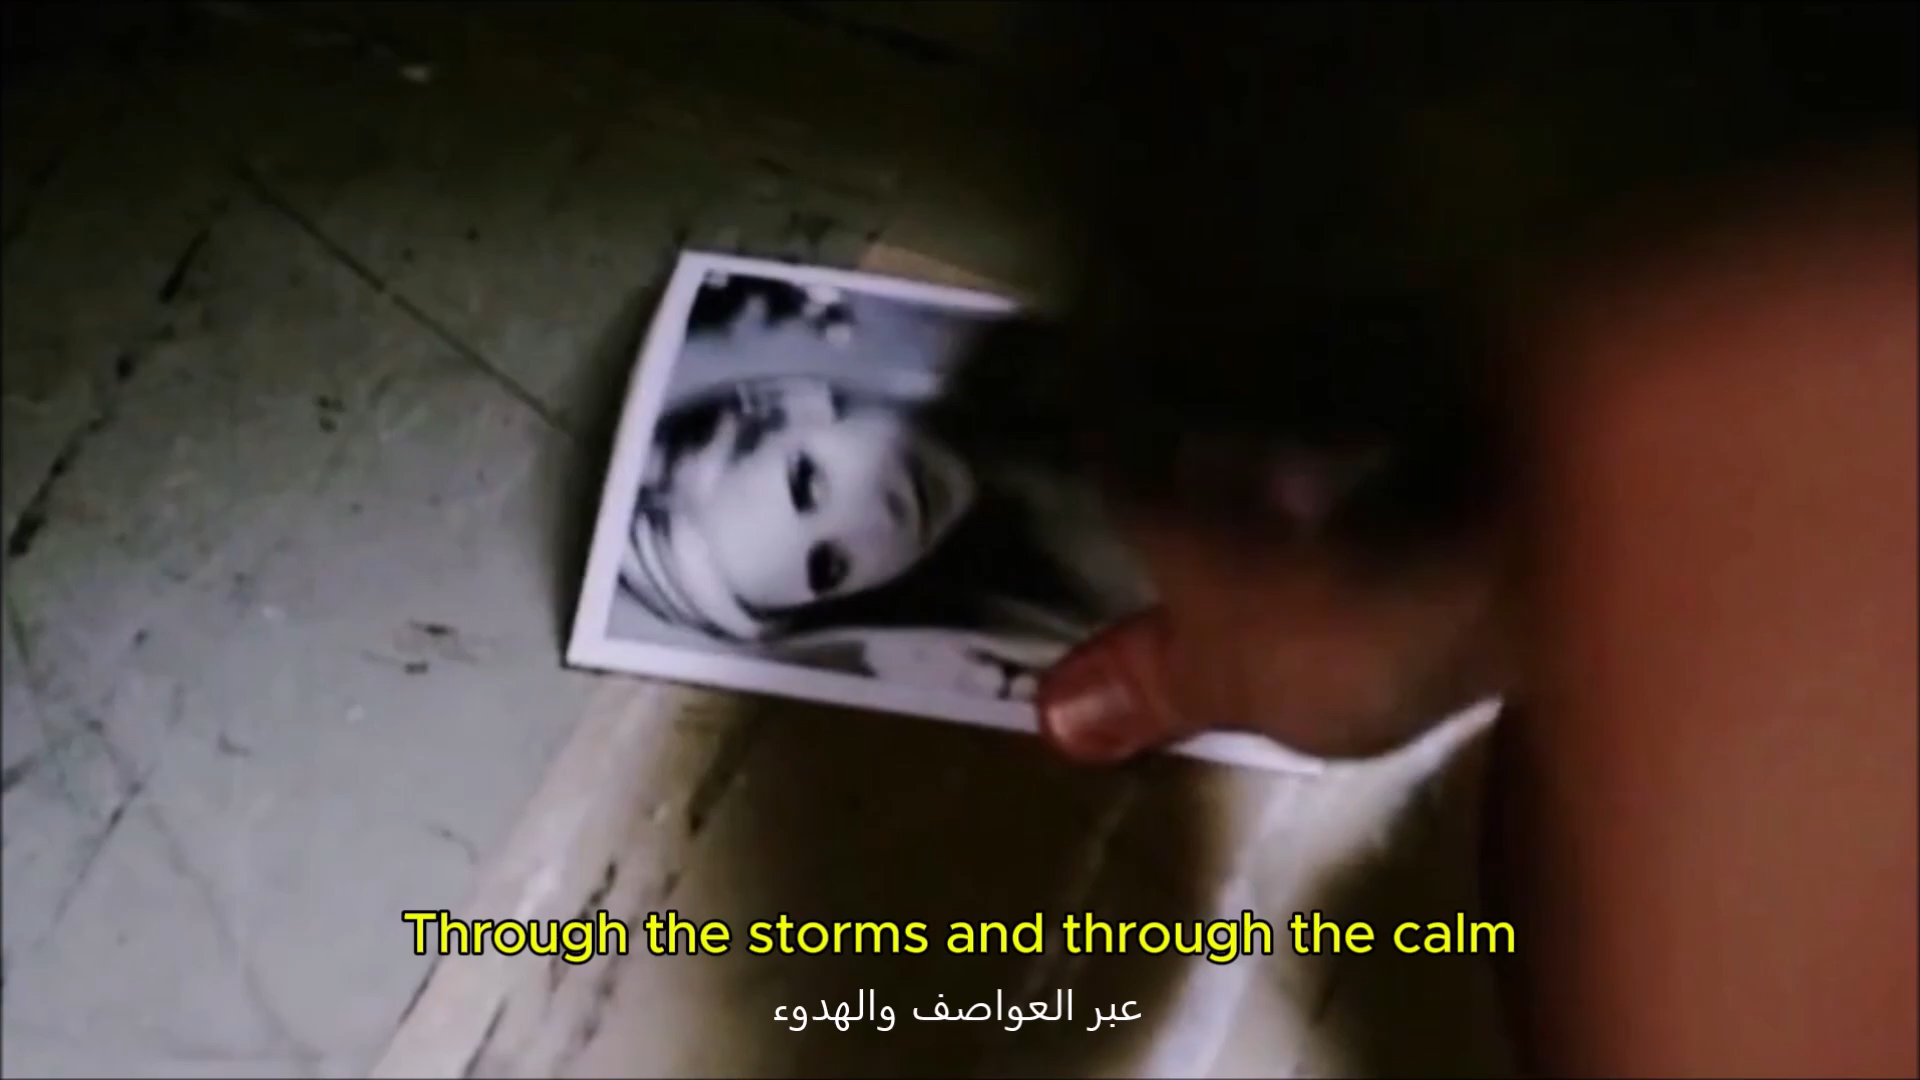 Through the storms and through the calm
عبر العواصف والهدوء